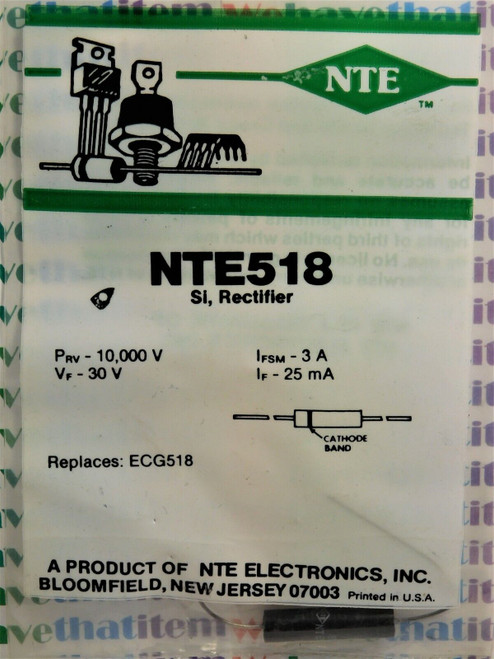 NTE
TM
NTE518
Si, Rectifier
PRV - 10,000 V
IFSM - 3 A
VF - 30 V
IF - 25 mA
CATHODE
BAND
Replaces: ECG518
A PRODUCT OF NTE ELECTRONICS, INC.
BLOOMFIELD, NEW JERSEY 07003 Printed in U.S.A.
Wehavethatitem